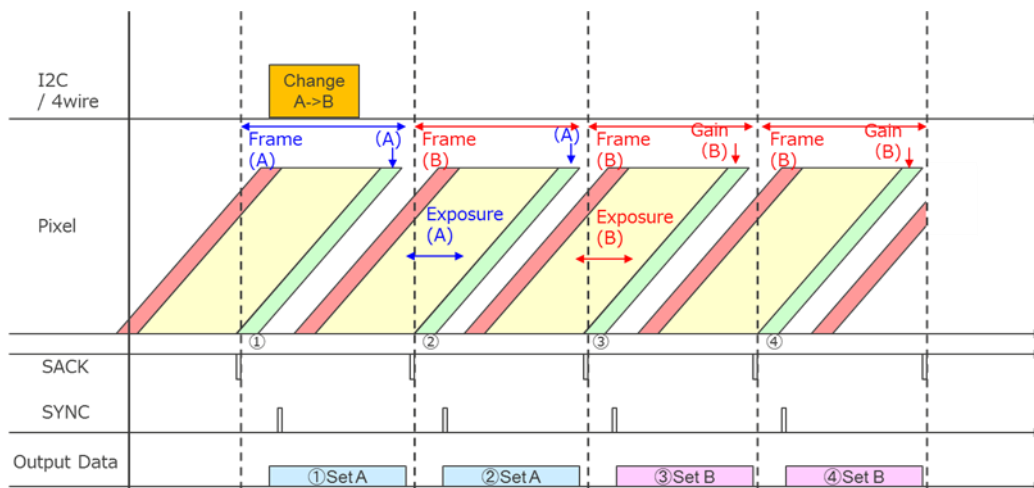 I2C
/ 4wire
Change
A->B
Frame
(A)
(A)
Frame
(B)
(A)
Frame
(B)
Gain
(B)
Frame
(B)
Gain
(B)
Pixel
Exposure
(A)
Exposure
(B)
① ② ③ ④
SACK
SYNC
Output Data
①Set A
②Set A
③Set B
④Set B